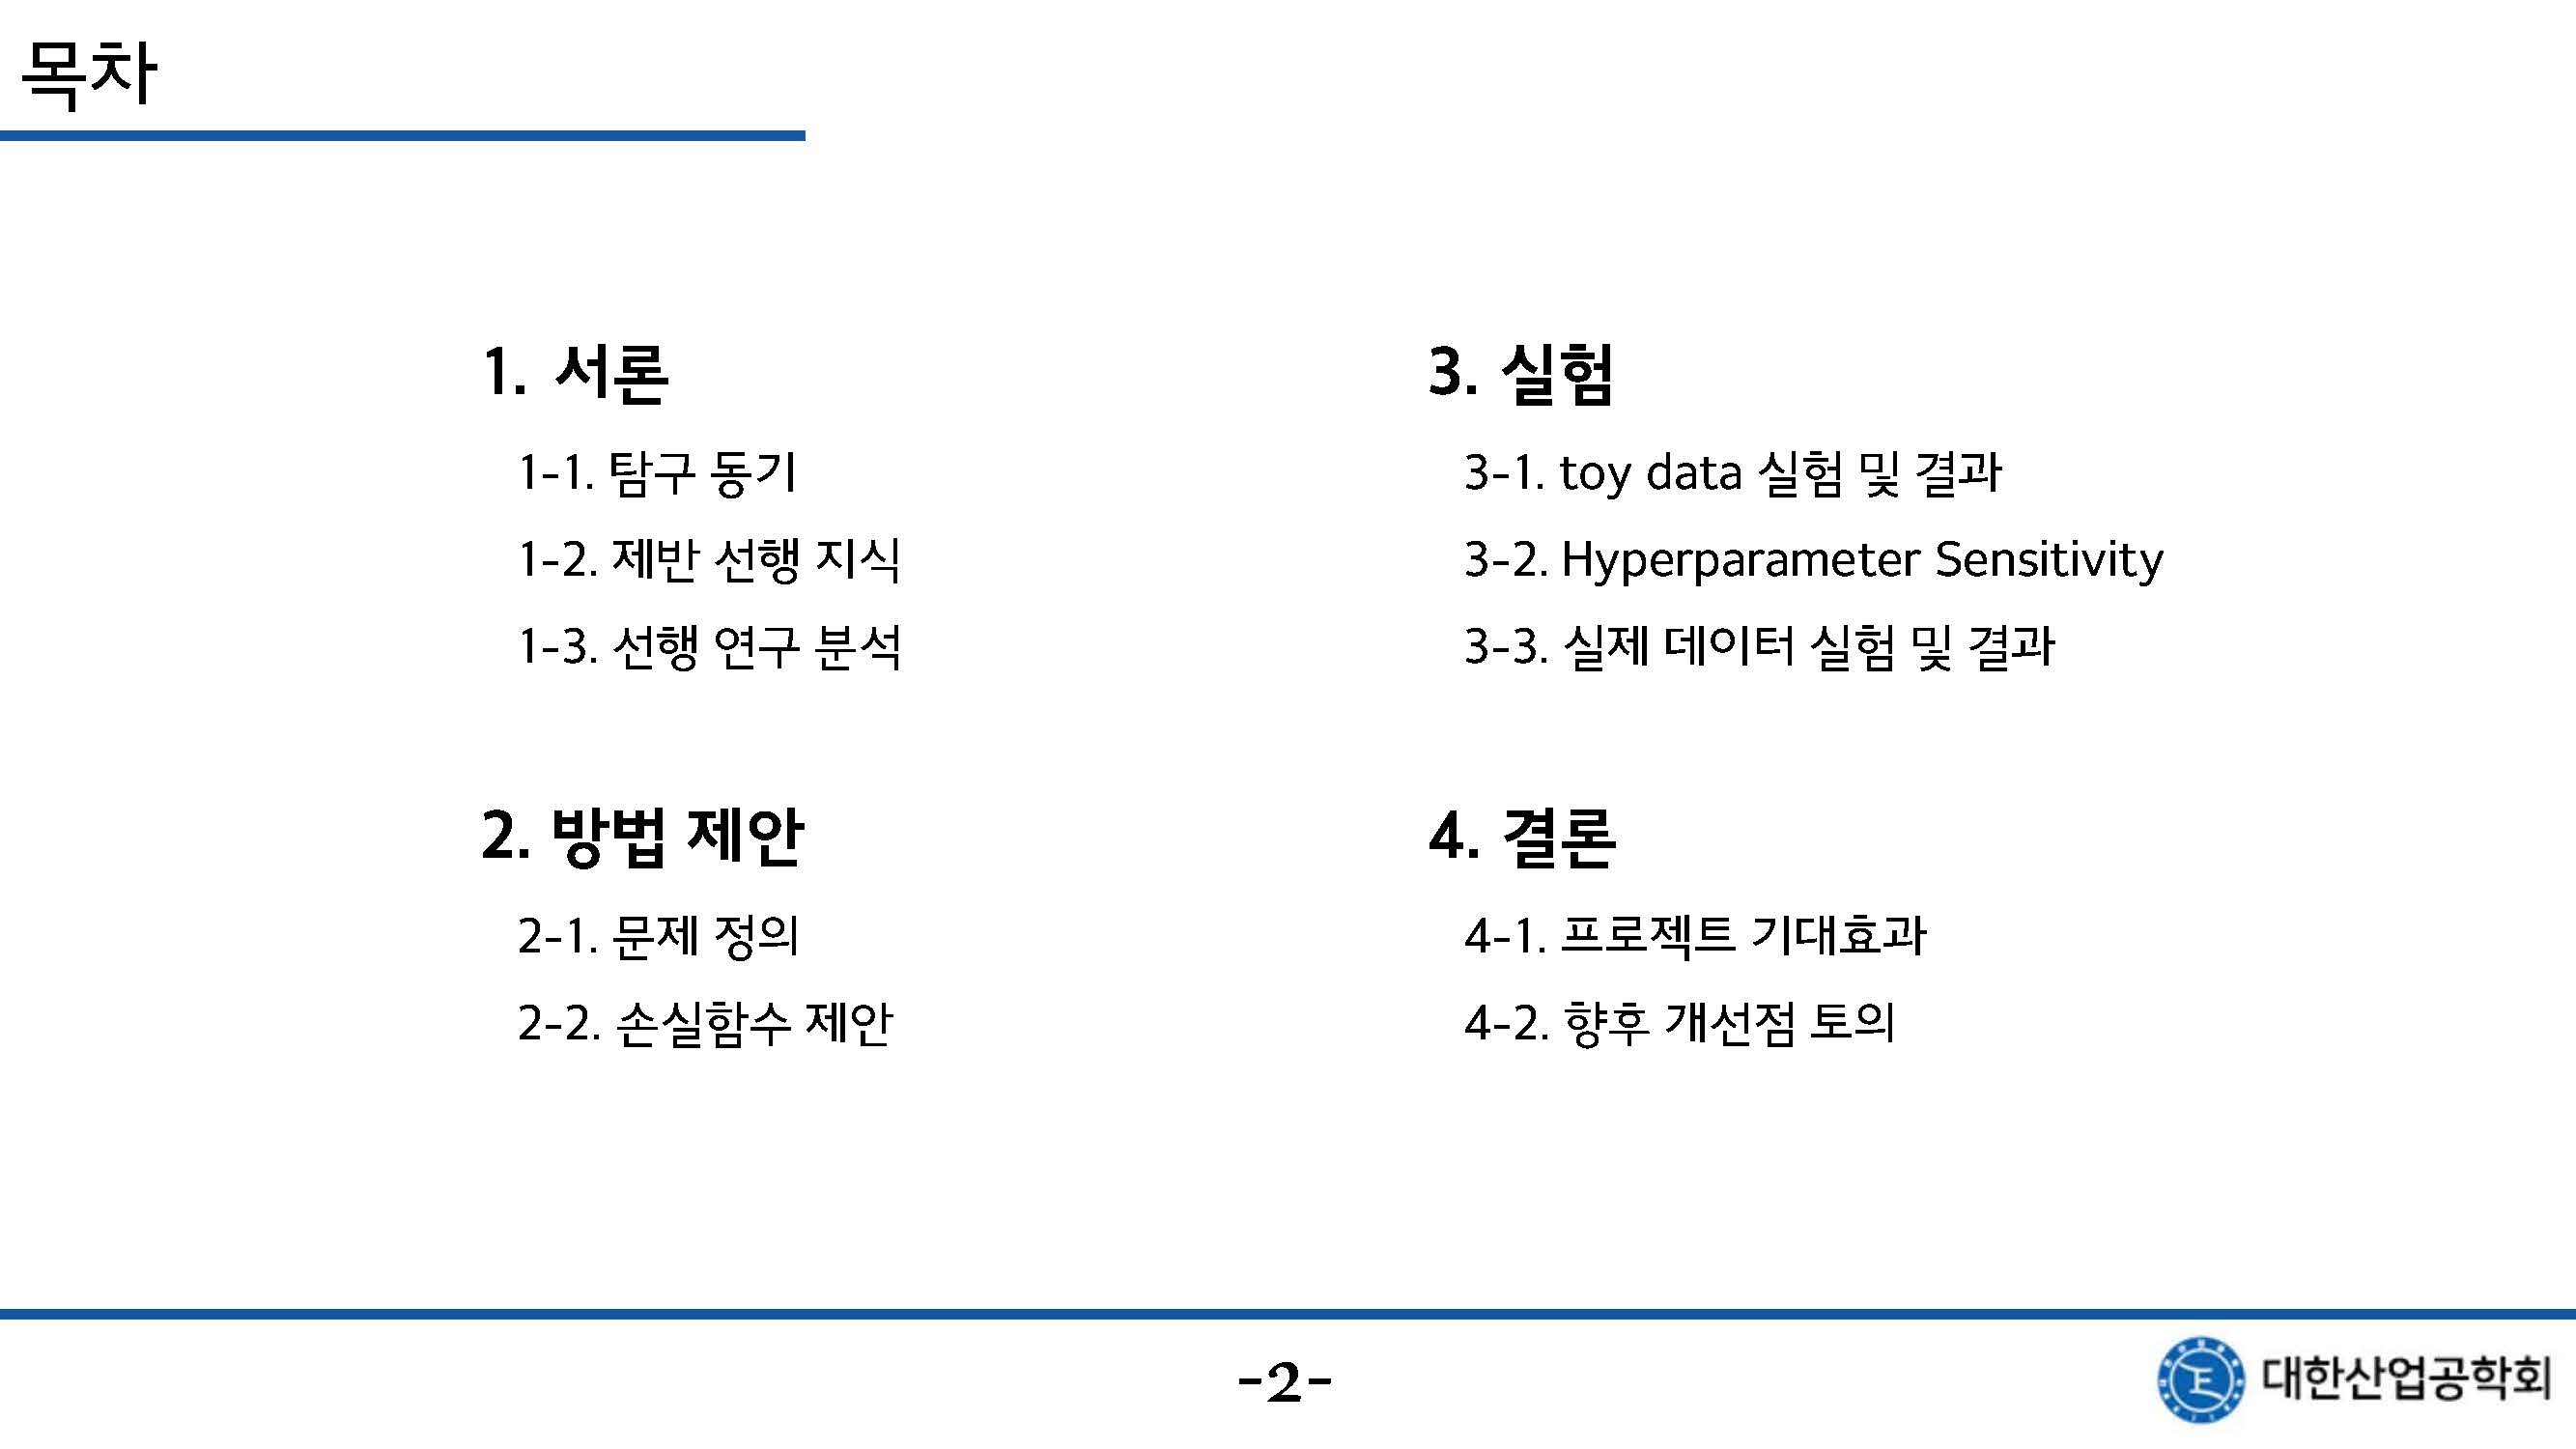 목차
1. 서론
1-1. 탐구 동기
1-2. 제반 선행 지식
1-3. 선행 연구 분석
2. 방법 제안
2-1. 문제 정의
2-2. 손실함수 제안
3. 실험
3-1. toy data 실험 및 결과
3-2. Hyperparameter Sensitivity
3-3. 실제 데이터 실험 및 결과
4. 결론
4-1. 프로젝트 기대효과
4-2. 향후 개선점 토의
-2-
대한산업공학회